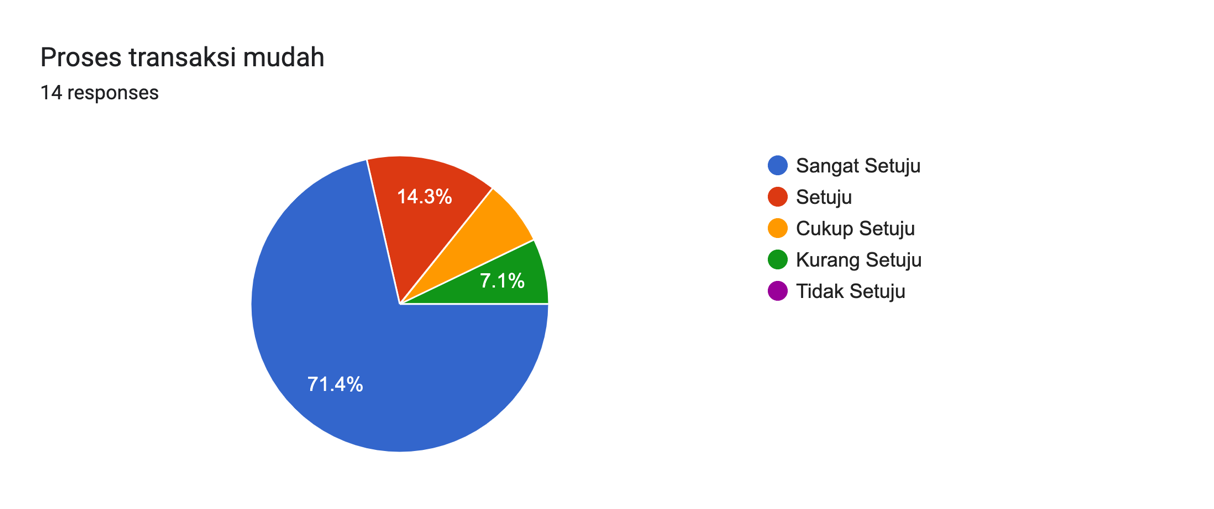 Proses transaksi mudah
14 responses
14.3%
7.1%
71.4%
Sangat Setuju
Setuju
Cukup Setuju
Kurang Setuju
Tidak Setuju